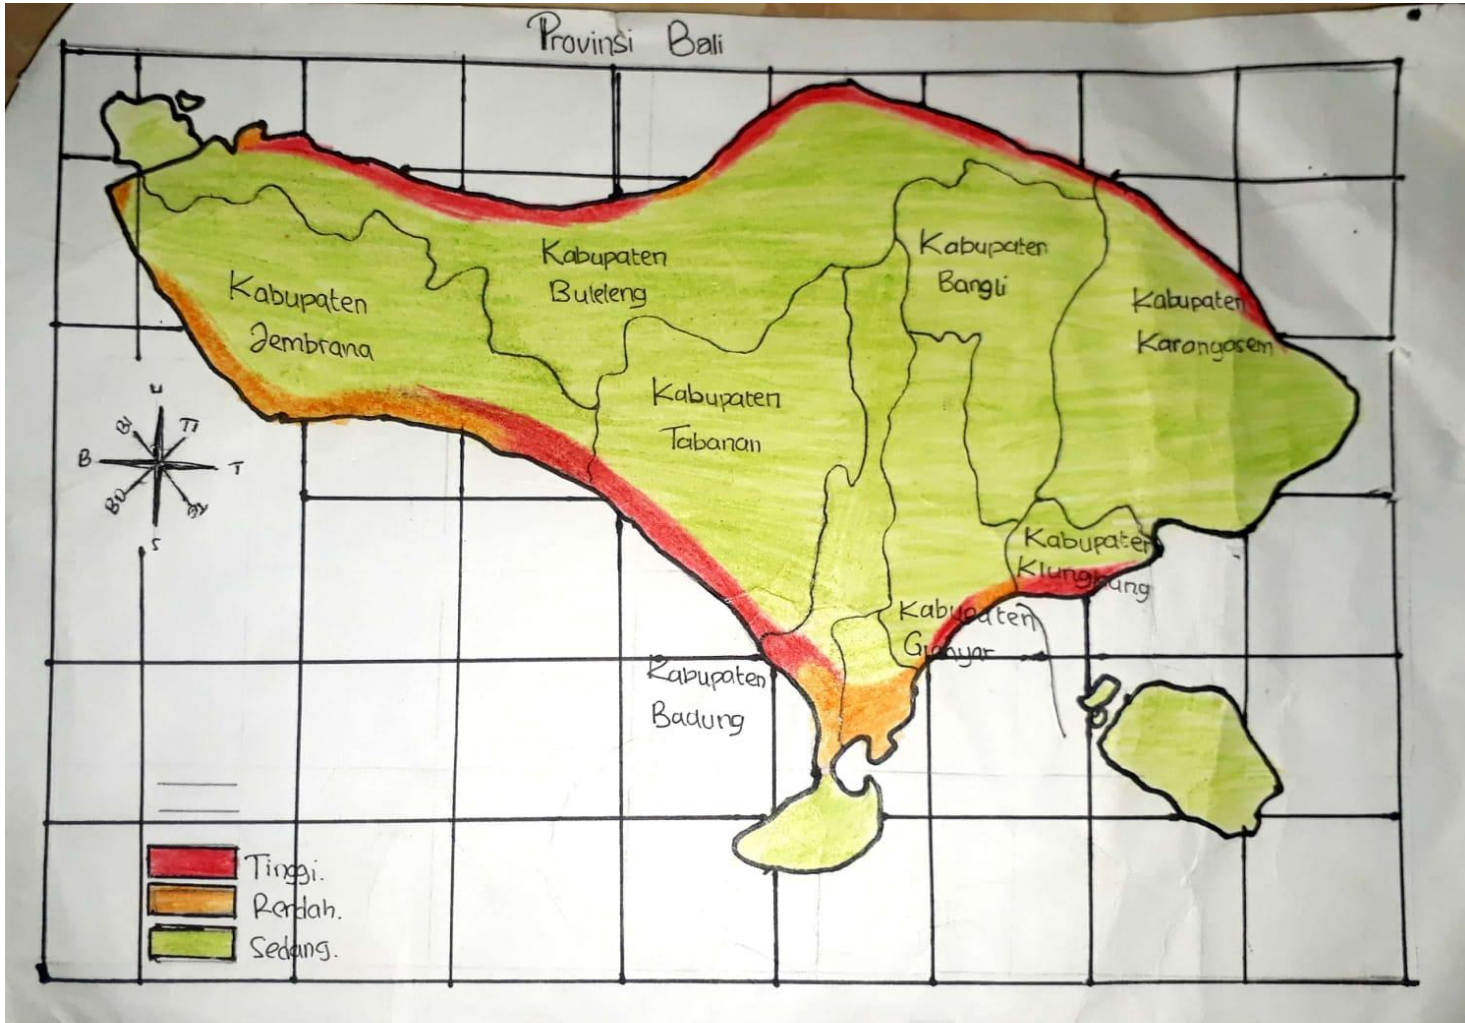 Provinsi Bali
Kabupaten
Buleleng
Kabupaten
Bangli
Kabupaten
Jembrana
Kabupaten
Karangasem
Kabupaten
Tabanan
U
B
T
S
Kabupaten
Klungkung
Kabupaten
Gianyar
Kabupaten
Badung
Tinggi.
Rendah.
Sedang.